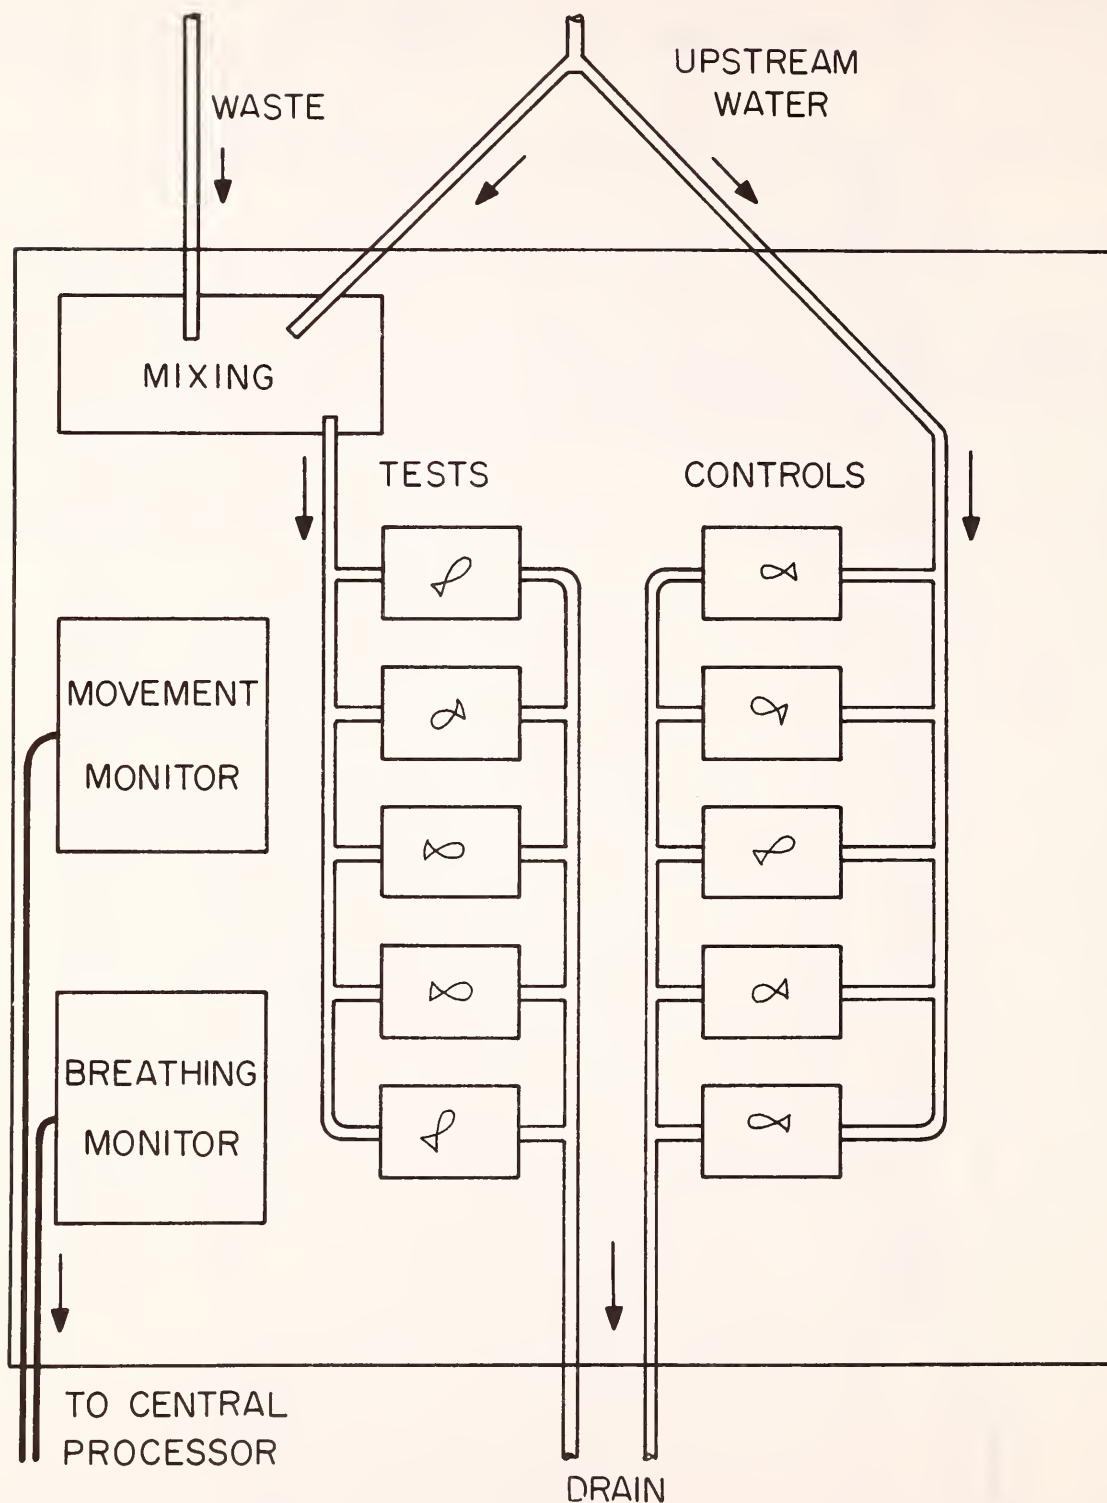 WASTE
UPSTREAM
WATER
MIXING
TESTS
CONTROLS
MOVEMENT
MONITOR
BREATHING
MONITOR
TO CENTRAL
PROCESSOR
DRAIN